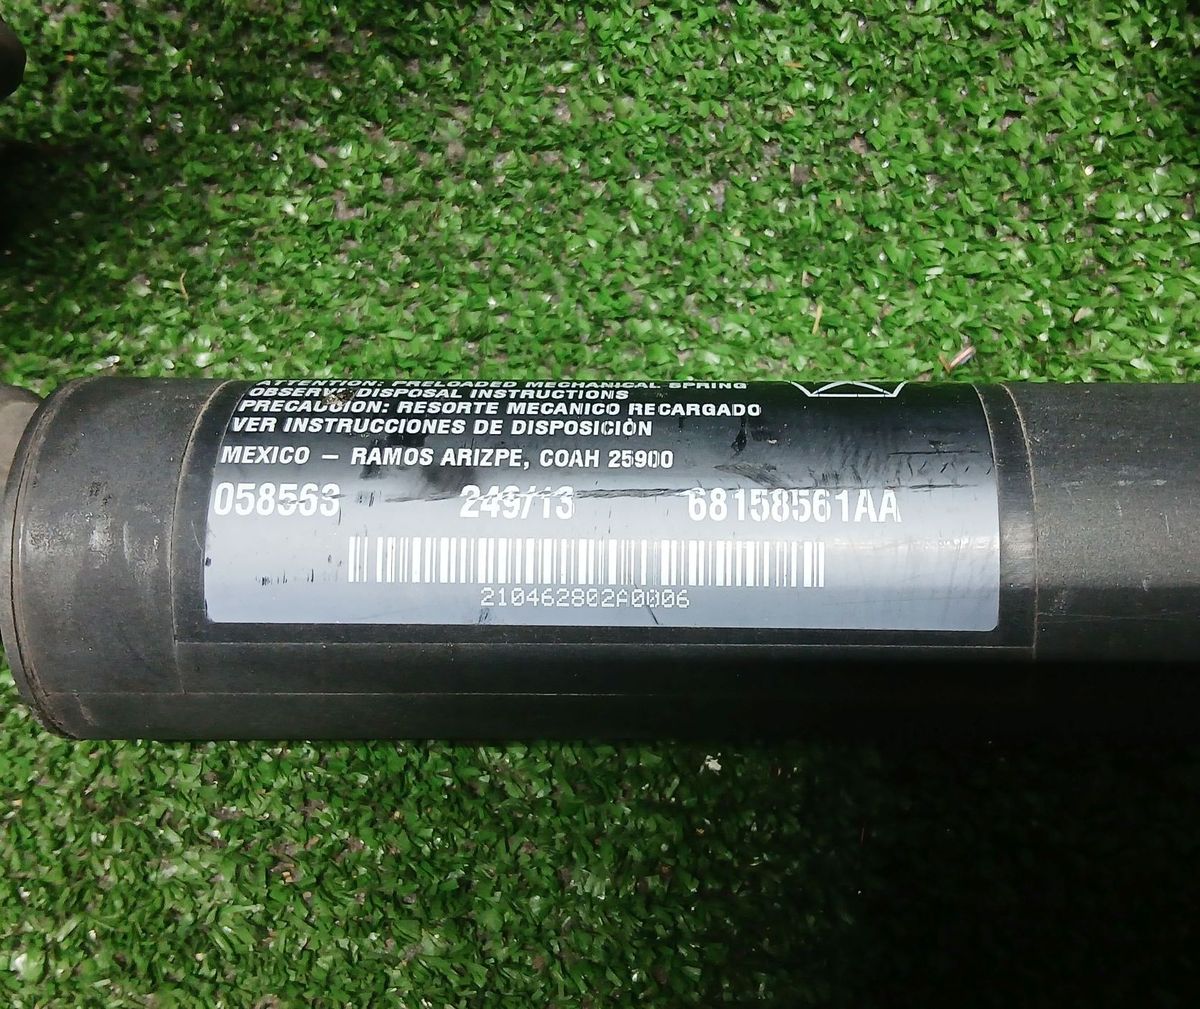 ATTENTION: PRELOADED MECHANICAL SPRING
OBSERVE DISPOSAL INSTRUCTIONS
PRECAUCION: RESORTE MECANICO RECARGADO
VER INSTRUCCIONES DE DISPOSICIÓN
MEXICO – RAMOS ARIZPE, COAH 25900
058563 249/13 68158561AA
210462802A0006